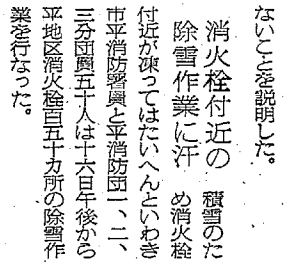 ないことを説明した。
消火栓付近の
除雪作業に汗
積雪のた
め消火栓
付近が凍ってはたいへんといわき
市平消防署員と平消防団一、二、
三分団員五十人は十六日午後から
平地区消火栓百五十カ所の除雪作
業を行なった。